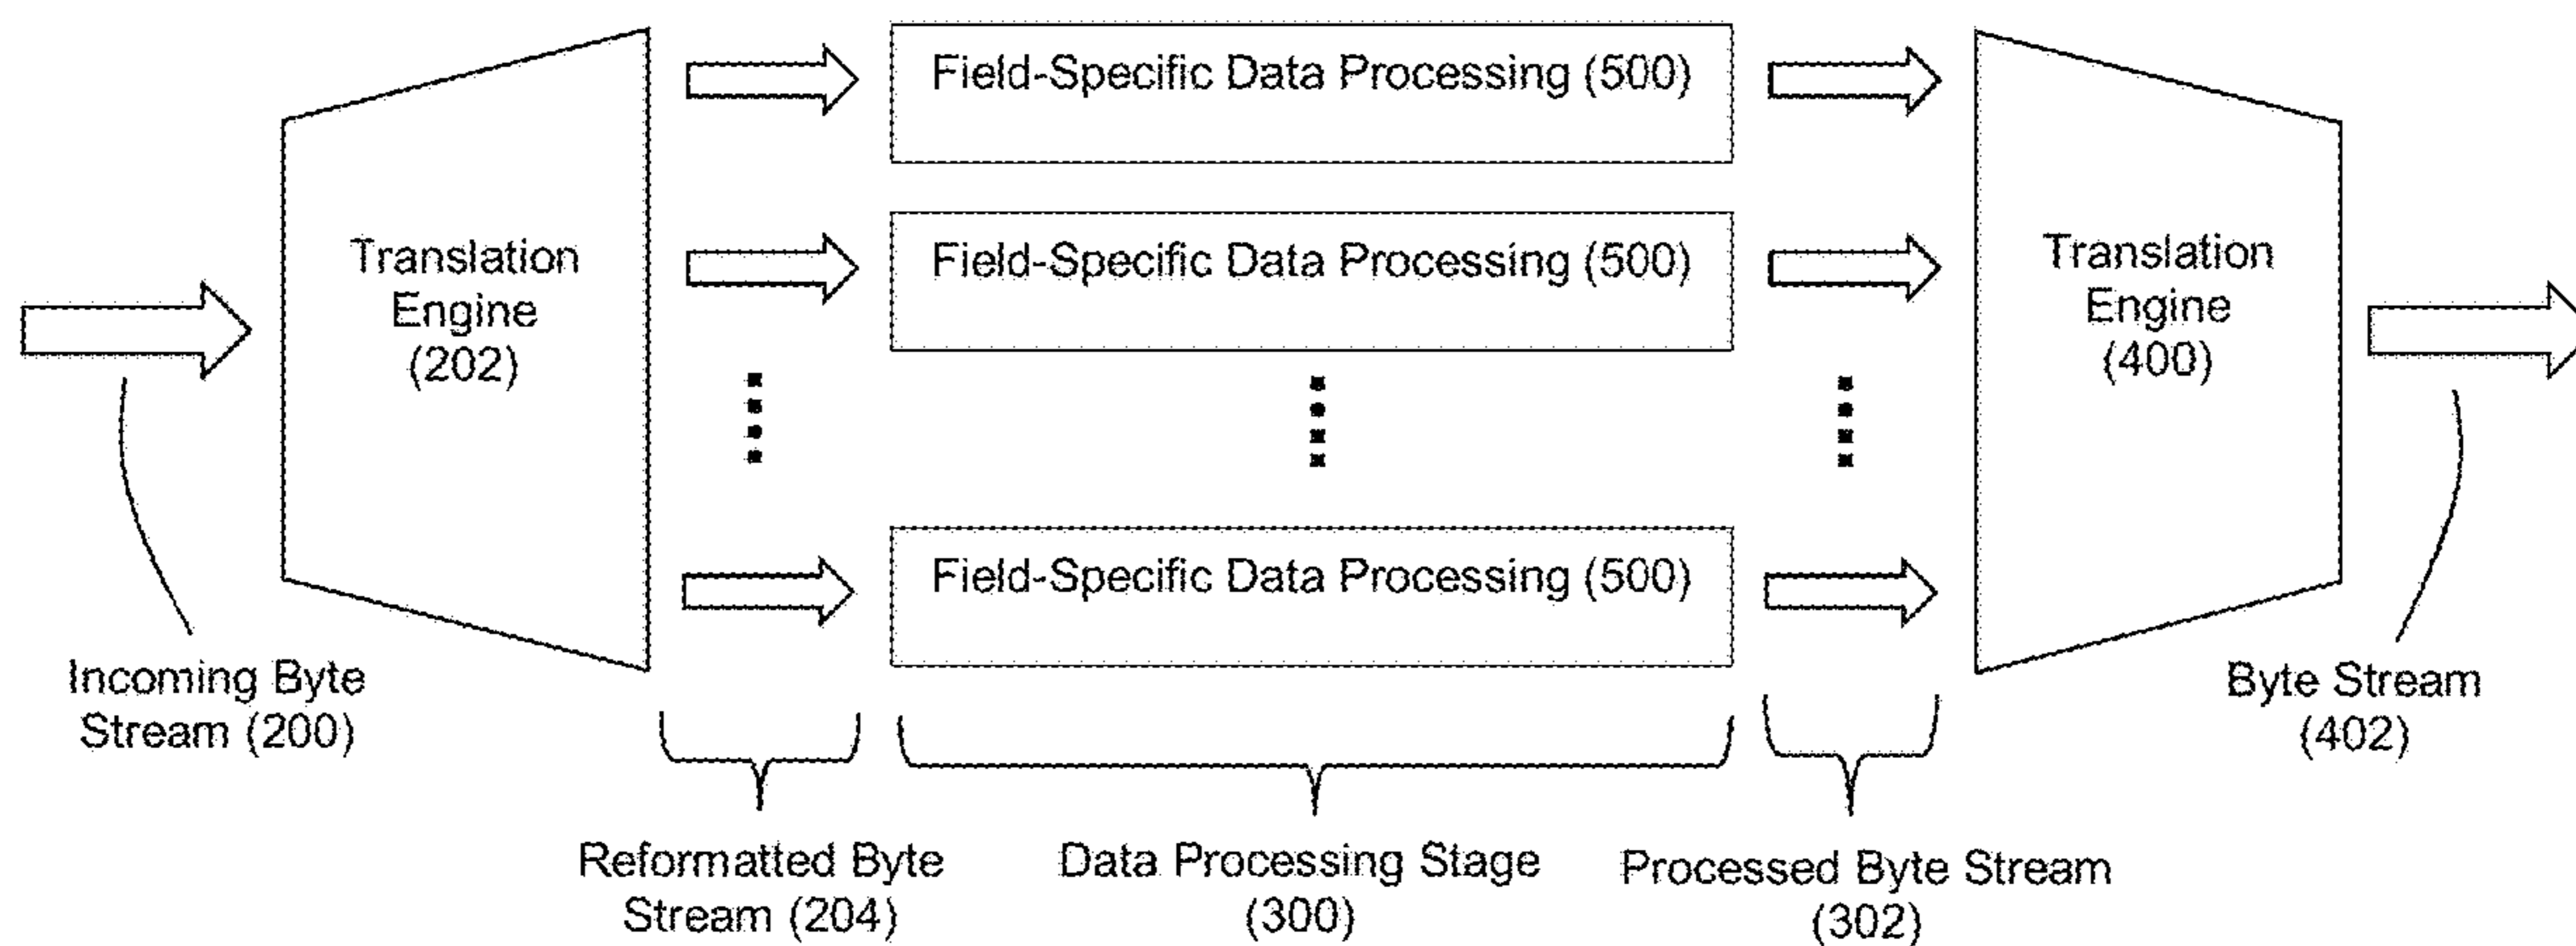 Field-Specific Data Processing (500)
Field-Specific Data Processing (500)
Field-Specific Data Processing (500)
Translation
Engine
(202)
Translation
Engine
(400)
Incoming Byte
Stream (200)
Byte Stream
(402)
Reformatted Byte
Stream (204)
Data Processing Stage
(300)
Processed Byte Stream
(302)